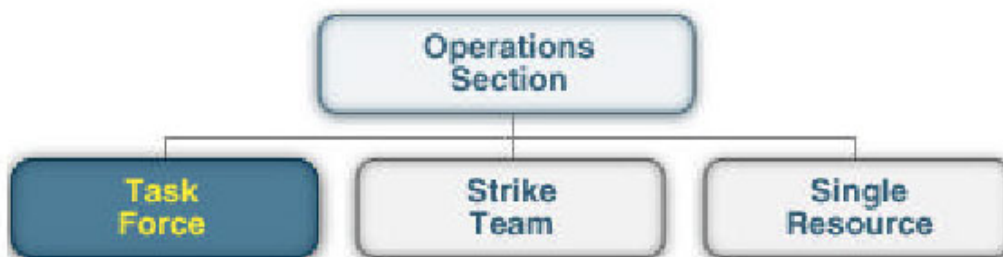 Operations
Section
Task
Force
Strike
Team
Single
Resource